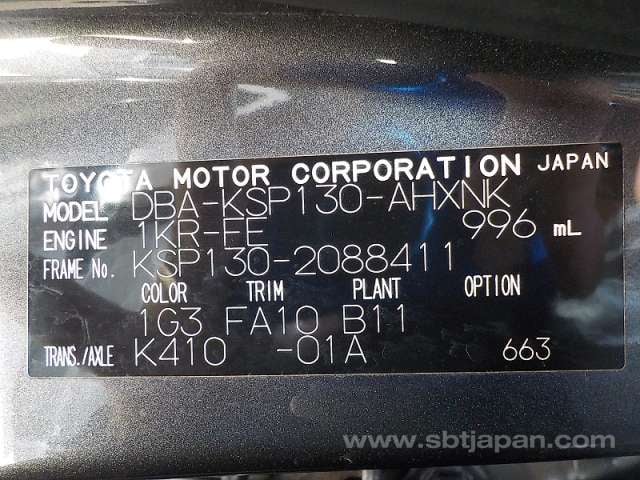 TOYOTA MOTOR CORPORATION JAPAN
MODEL DBA-KSP130-AHXNK
ENGINE 1KR-FE 996 mL
FRAME No. KSP130-2088411
COLOR TRIM PLANT OPTION
1G3 FA10 B11
TRANS./AXLE K410 -01A 663
www.sbtjapan.com